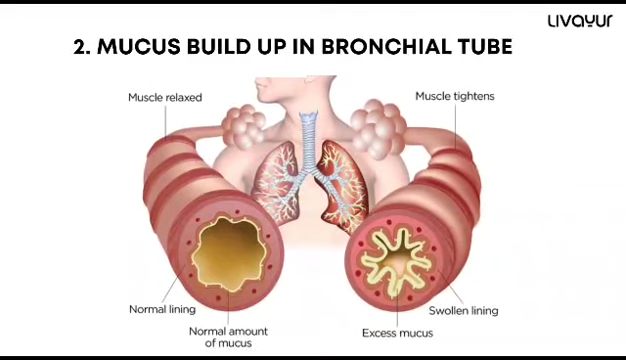 Livayur
2. MUCUS BUILD UP IN BRONCHIAL TUBE
Muscle relaxed
Muscle tightens
Normal lining
Swollen lining
Normal amount
of mucus
Excess mucus